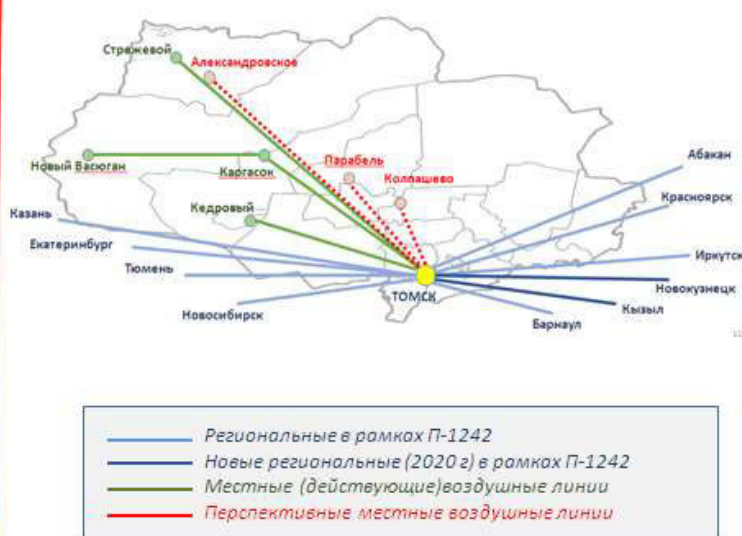 Стрежевой
Александровское
Новый Васюган
Каргасок
Парабель
Колпашево
Кедровый
Абакан
Красноярск
Казань
Екатеринбург
Тюмень
Новосибирск
ТОМСК
Иркутск
Новокузнецк
Кызыл
Барнаул
Региональные в рамках П-1242
Новые региональные (2020 г) в рамках П-1242
Местные (действующие)воздушные линии
Перспективные местные воздушные линии